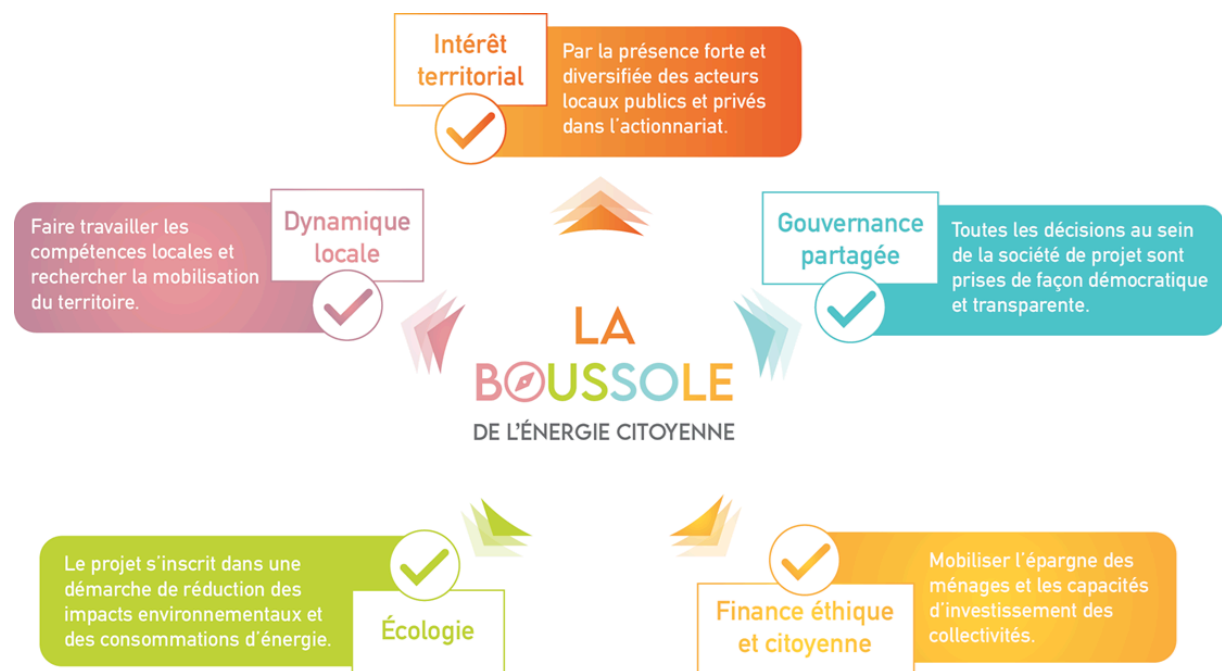 Intérêt
territorial
Par la présence forte et
diversifiée des acteurs
locaux publics et privés
dans l'actionnariat.
Dynamique
locale
Faire travailler les
compétences locales et
rechercher la mobilisation
du territoire.
Gouvernance
partagée
Toutes les décisions au sein
de la société de projet sont
prises de façon démocratique
et transparente.
LA
BOUSSOLE
DE L'ÉNERGIE CITOYENNE
Le projet s'inscrit dans une
démarche de réduction des
impacts environnementaux et
des consommations d'énergie.
Écologie
Finance éthique
et citoyenne
Mobiliser l'épargne des
ménages et les capacités
d'investissement des
collectivités.